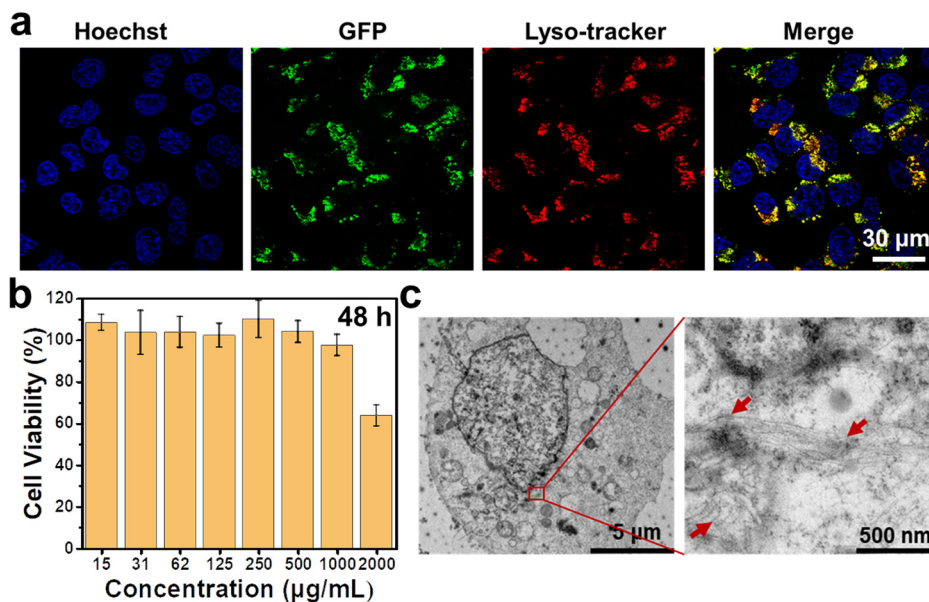 a
Hoechst GFP Lyso-tracker Merge
30 μm
b
48 h
Cell Viability (%)
120
100
80
60
40
20
0
15 31 62 125 250 500 1000 2000
Concentration (μg/mL)
c
5 μm
500 nm